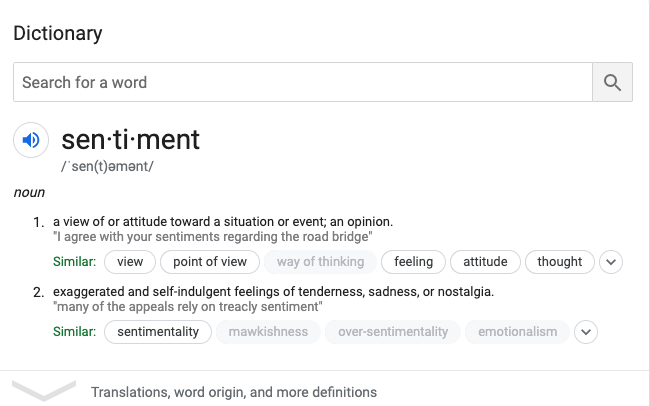 Dictionary
Search for a word
sen·ti·ment
/ˈsen(t)əmənt/
noun
1. a view of or attitude toward a situation or event; an opinion.
"I agree with your sentiments regarding the road bridge"
Similar: view point of view way of thinking feeling attitude thought
2. exaggerated and self-indulgent feelings of tenderness, sadness, or nostalgia.
"many of the appeals rely on treacly sentiment"
Similar: sentimentality mawkishness over-sentimentality emotionalism
Translations, word origin, and more definitions